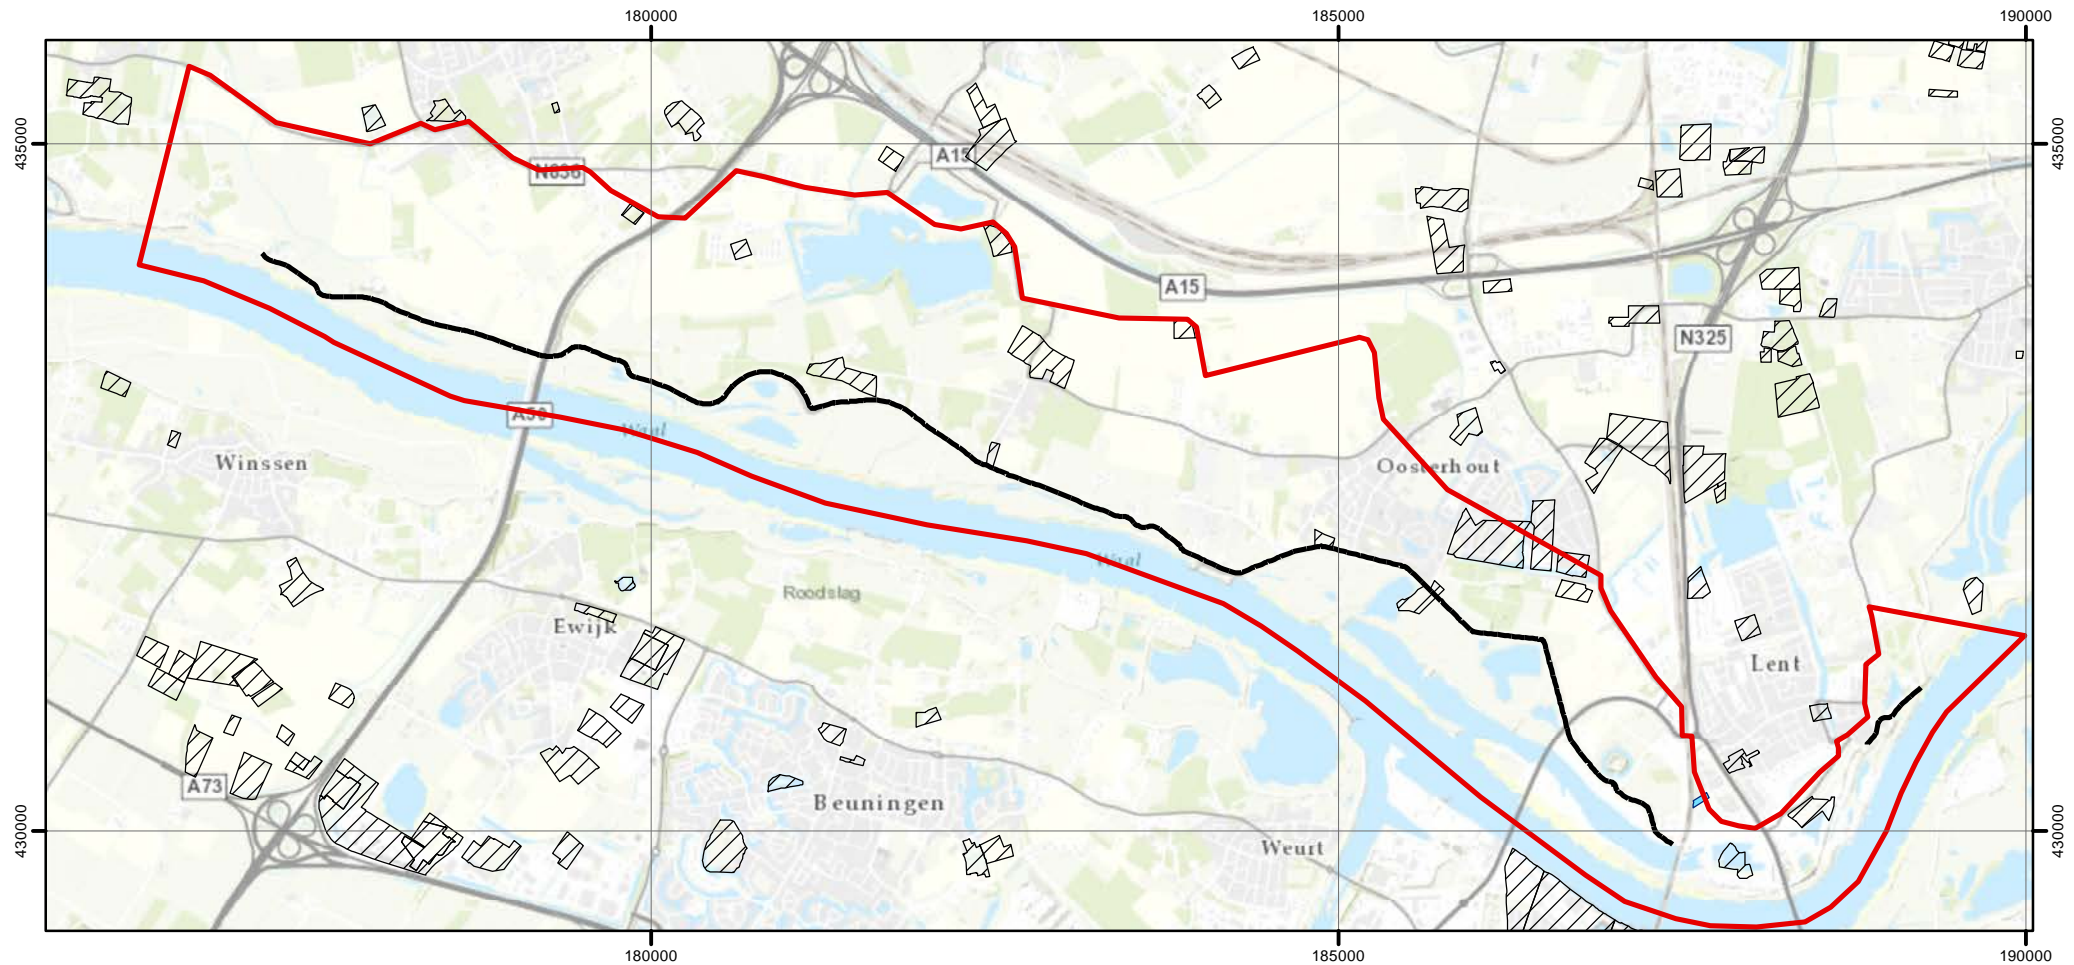 180000
185000
190000
435000
435000
A15
N836
A15
N325
A50
Waal
Winssen
Oosterhout
Waal
Roodslag
Ewijk
Lent
A73
Beuningen
430000
430000
Weurt
180000
185000
190000